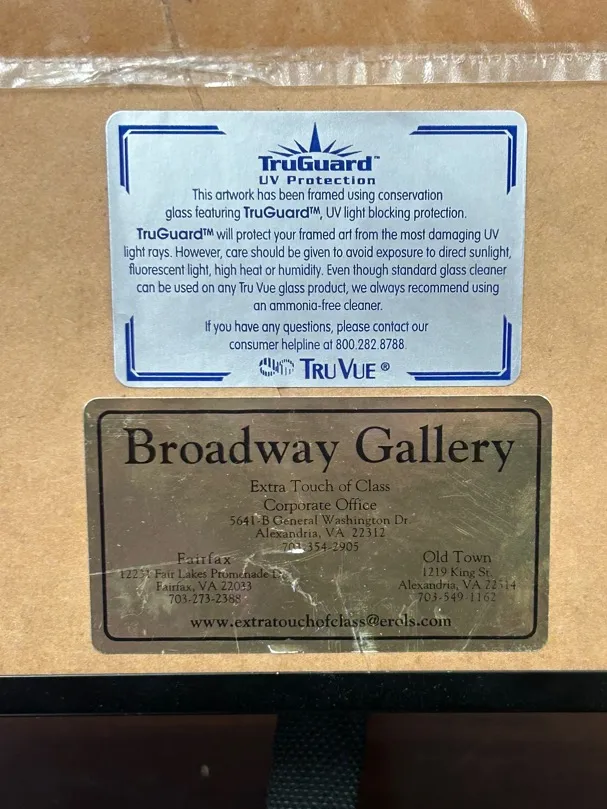 TruGuard™
UV Protection
This artwork has been framed using conservation
glass featuring TruGuard™, UV light blocking protection.
TruGuard™ will protect your framed art from the most damaging UV
light rays. However, care should be given to avoid exposure to direct sunlight,
fluorescent light, high heat or humidity. Even though standard glass cleaner
can be used on any Tru Vue glass product, we always recommend using
an ammonia-free cleaner.
If you have any questions, please contact our
consumer helpline at 800.282.8788.
TRU VUE ®
Broadway Gallery
Extra Touch of Class
Corporate Office
5641-B General Washington Dr.
Alexandria, VA 22312
703-354-2905
Fairfax
Fair Lakes Promenade
Fairfax, VA 22033
703-273-2388
Old Town
1219 King St.
Alexandria, VA 22314
703-549-1162
www.extratouchofclass@erols.com